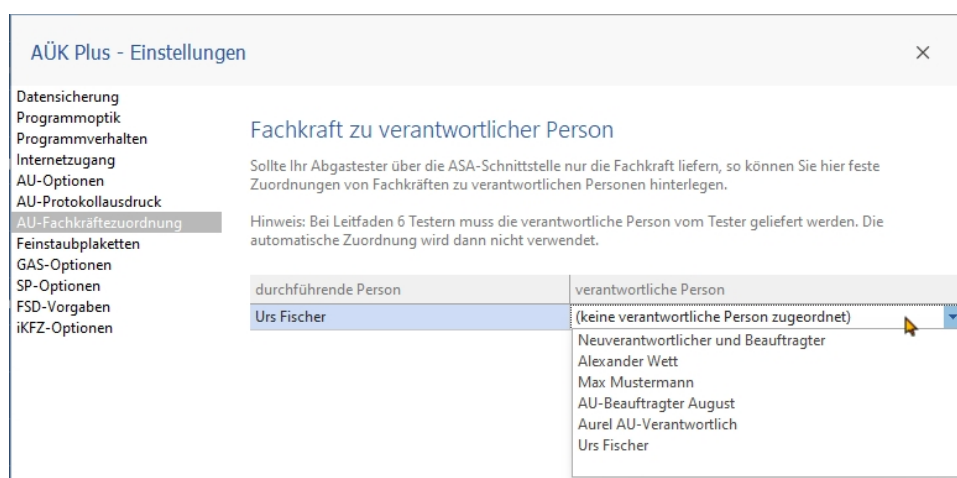 AÜK Plus - Einstellungen
Datensicherung
Programmoptik
Programmverhalten
Internetzugang
AU-Optionen
AU-Protokollausdruck
AU-Fachkräftezuordnung
Feinstaubplaketten
GAS-Optionen
SP-Optionen
FSD-Vorgaben
iKFZ-Optionen
Fachkraft zu verantwortlicher Person
Sollte Ihr Abgastester über die ASA-Schnittstelle nur die Fachkraft liefern, so können Sie hier feste
Zuordnungen von Fachkräften zu verantwortlichen Personen hinterlegen.
Hinweis: Bei Leitfaden 6 Testern muss die verantwortliche Person vom Tester geliefert werden. Die
automatische Zuordnung wird dann nicht verwendet.
durchführende Person verantwortliche Person
Urs Fischer (keine verantwortliche Person zugeordnet)
Neuverantwortlicher und Beauftragter
Alexander Wett
Max Mustermann
AU-Beauftragter August
Aurel AU-Verantwortlich
Urs Fischer